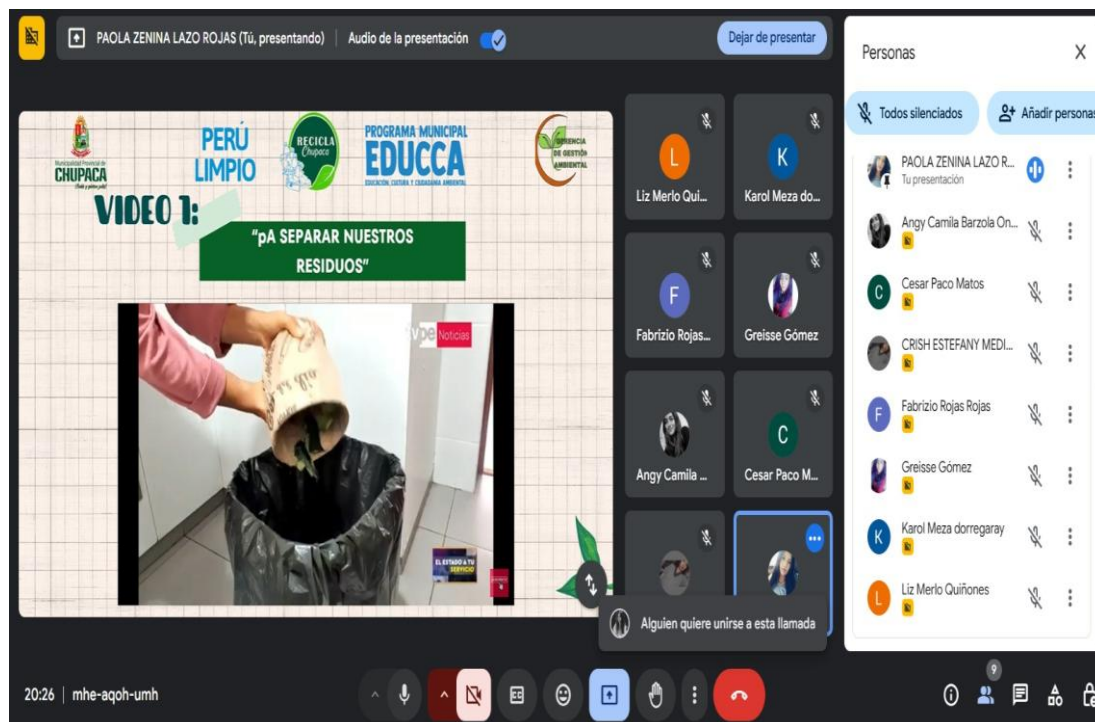 PAOLA ZENINA LAZO ROJAS (Tú, presentando)
Audio de la presentación
Dejar de presentar
Municipalidad Provincial de
CHUPACA
PERÚ
LIMPIO
RECICLA
Chupaca
PROGRAMA MUNICIPAL
EDUCCA
EDUCACIÓN, CULTURA Y CIUDADANÍA AMBIENTAL
GERENCIA
DE GESTIÓN
AMBIENTAL
VIDEO 1:
"pA SEPARAR NUESTROS
RESIDUOS"
Noticias
EL ESTADO A TU
SERVICIO
L
Liz Merlo Qui...
K
Karol Meza do...
F
Fabrizio Rojas...
Greisse Gómez
Angy Camila ...
C
Cesar Paco M...
Alguien quiere unirse a esta llamada
Personas
Todos silenciados
Añadir personas
PAOLA ZENINA LAZO R...
Tu presentación
Angy Camila Barzola On...
C
Cesar Paco Matos
CRISH ESTEFANY MEDI...
F
Fabrizio Rojas Rojas
Greisse Gómez
K
Karol Meza dorregaray
L
Liz Merlo Quiñones
20:26 | mhe-aqoh-umh
9